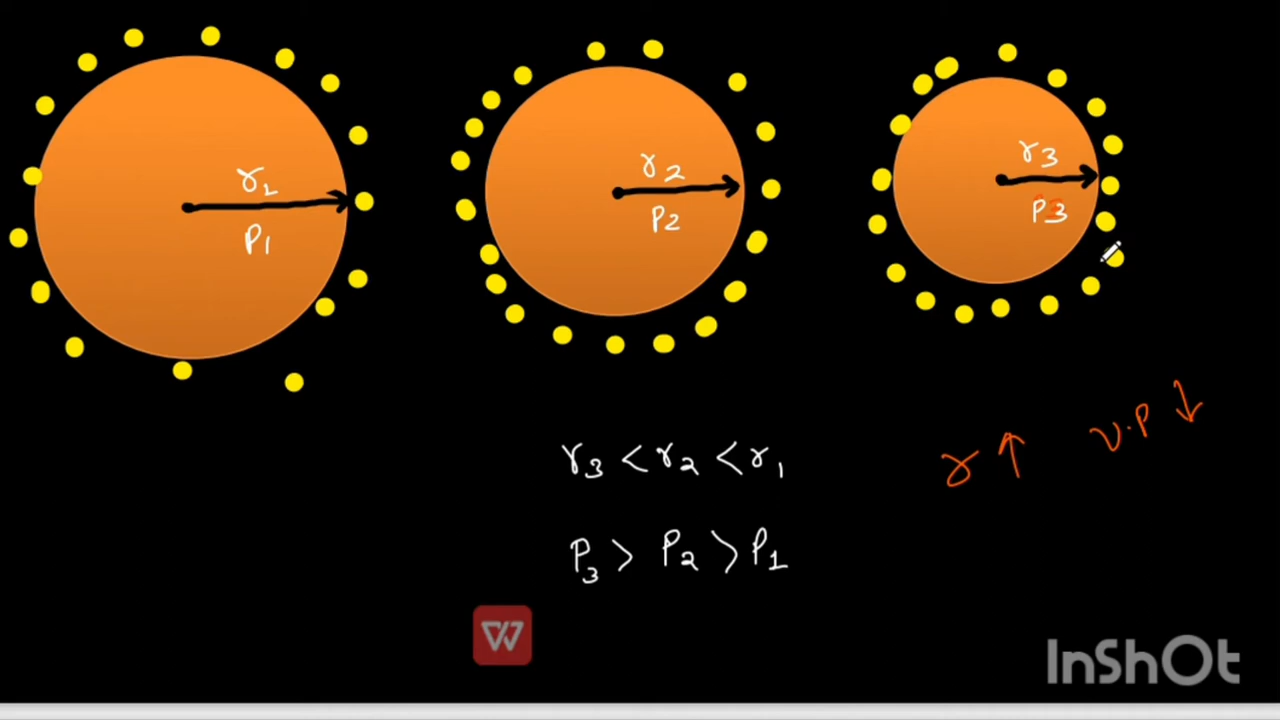 r1
P1
r2
P2
r3
P3
r3 < r2 < r1
P3 > P2 > P1
r ↑ V.P ↓
W
InShOt